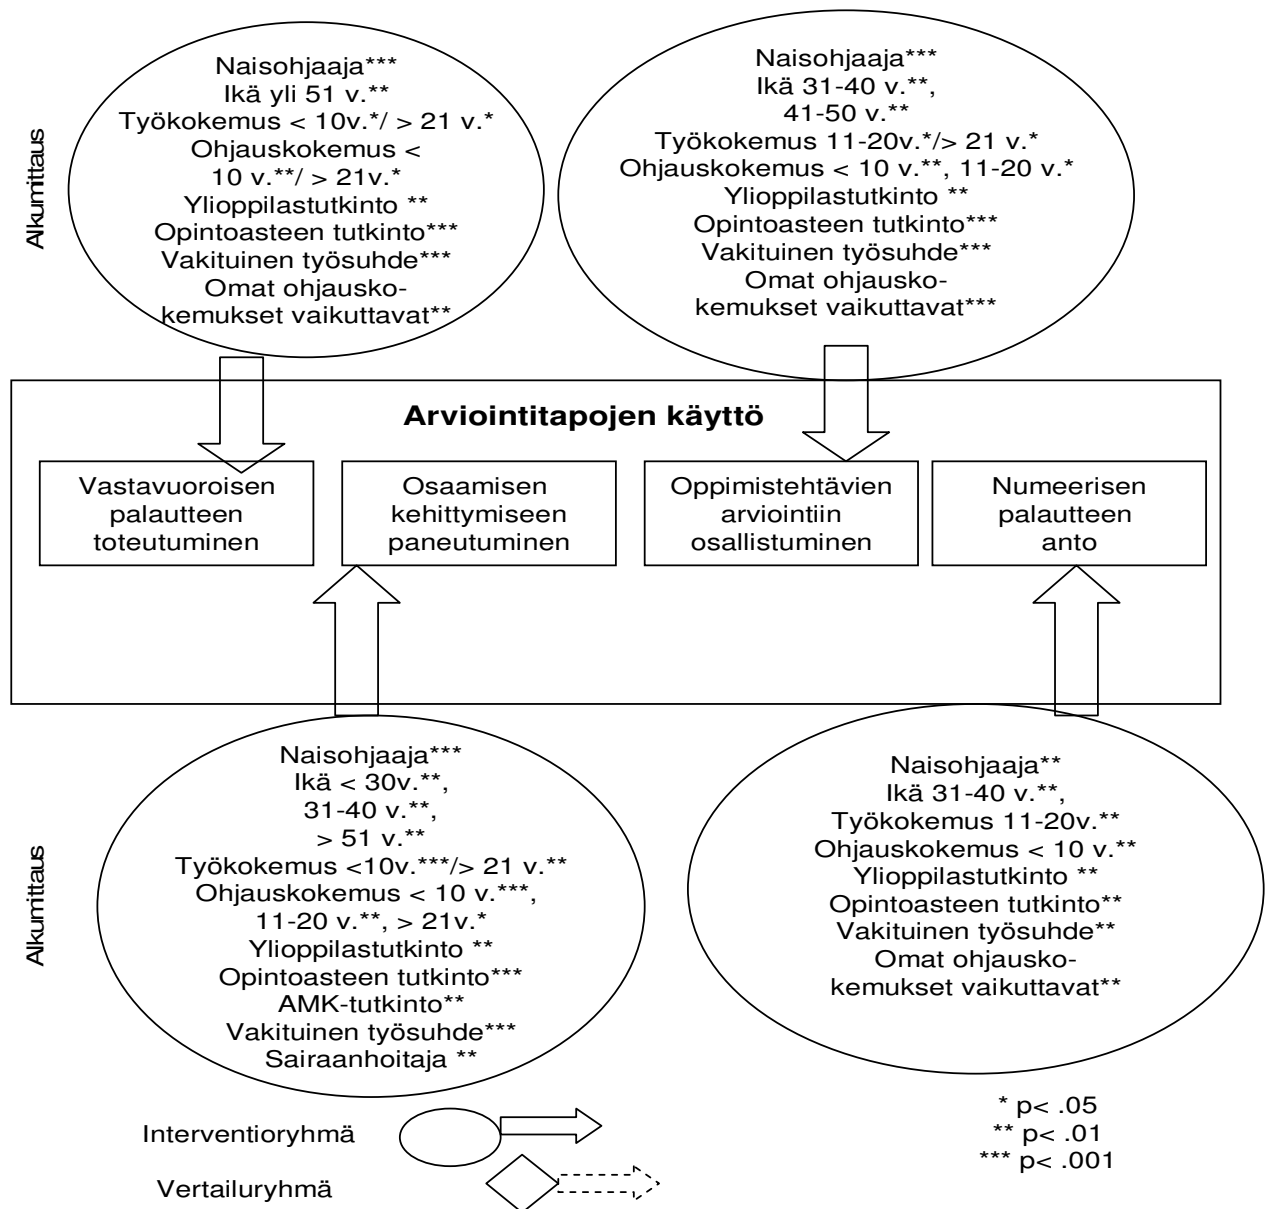 Alkumittaus
Naisohjaaja***
Ikä yli 51 v.**
Työkokemus < 10v.*/ > 21 v.*
Ohjauskokemus <
10 v.**/ > 21v.*
Ylioppilastutkinto **
Opintoasteen tutkinto***
Vakituinen työsuhde***
Omat ohjausko-
kemukset vaikuttavat**
Naisohjaaja***
Ikä 31-40 v.**,
41-50 v.**
Työkokemus 11-20v.*/> 21 v.*
Ohjauskokemus < 10 v.**, 11-20 v.*
Ylioppilastutkinto **
Opintoasteen tutkinto***
Vakituinen työsuhde***
Omat ohjausko-
kemukset vaikuttavat***
Arviointitapojen käyttö
Vastavuoroisen
palautteen
toteutuminen
Osaamisen
kehittymiseen
paneutuminen
Oppimistehtävien
arviointiin
osallistuminen
Numeerisen
palautteen
anto
Alkumittaus
Naisohjaaja***
Ikä < 30v.**,
31-40 v.**,
> 51 v.**
Työkokemus <10v.***/> 21 v.**
Ohjauskokemus < 10 v.***,
11-20 v.**, > 21v.*
Ylioppilastutkinto **
Opintoasteen tutkinto***
AMK-tutkinto**
Vakituinen työsuhde***
Sairaanhoitaja **
Naisohjaaja**
Ikä 31-40 v.**,
Työkokemus 11-20v.**
Ohjauskokemus < 10 v.**
Ylioppilastutkinto **
Opintoasteen tutkinto**
Vakituinen työsuhde**
Omat ohjausko-
kemukset vaikuttavat**
Interventioryhmä
Vertailuryhmä
* p< .05
** p< .01
*** p< .001